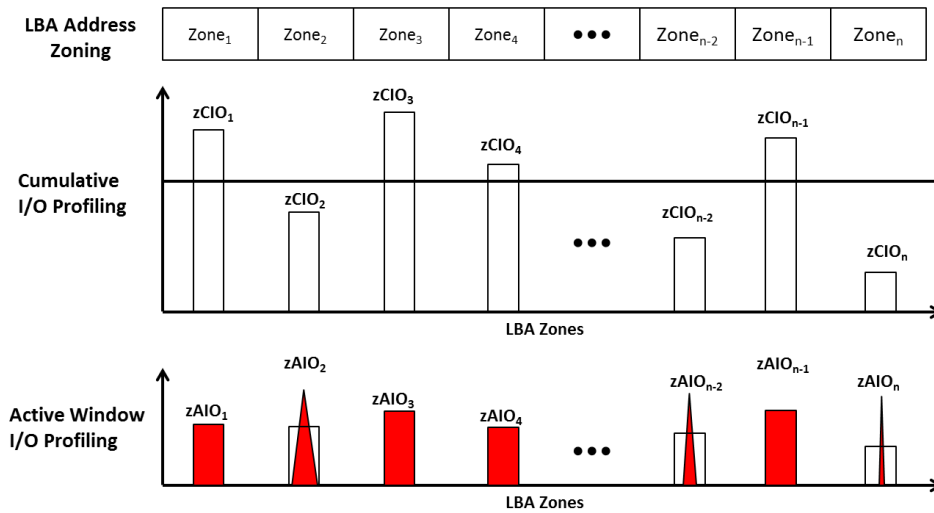 LBA Address Zoning
Zone₁ Zone₂ Zone₃ Zone₄ ●●● Zoneₙ₋₂ Zoneₙ₋₁ Zoneₙ
zCIO₁ zCIO₂ zCIO₃ zCIO₄ zCIOₙ₋₂ zCIOₙ₋₁ zCIOₙ
Cumulative
I/O Profiling
●●●
LBA Zones
zAIO₁ zAIO₂ zAIO₃ zAIO₄ zAIOₙ₋₂ zAIOₙ₋₁ zAIOₙ
Active Window
I/O Profiling
●●●
LBA Zones